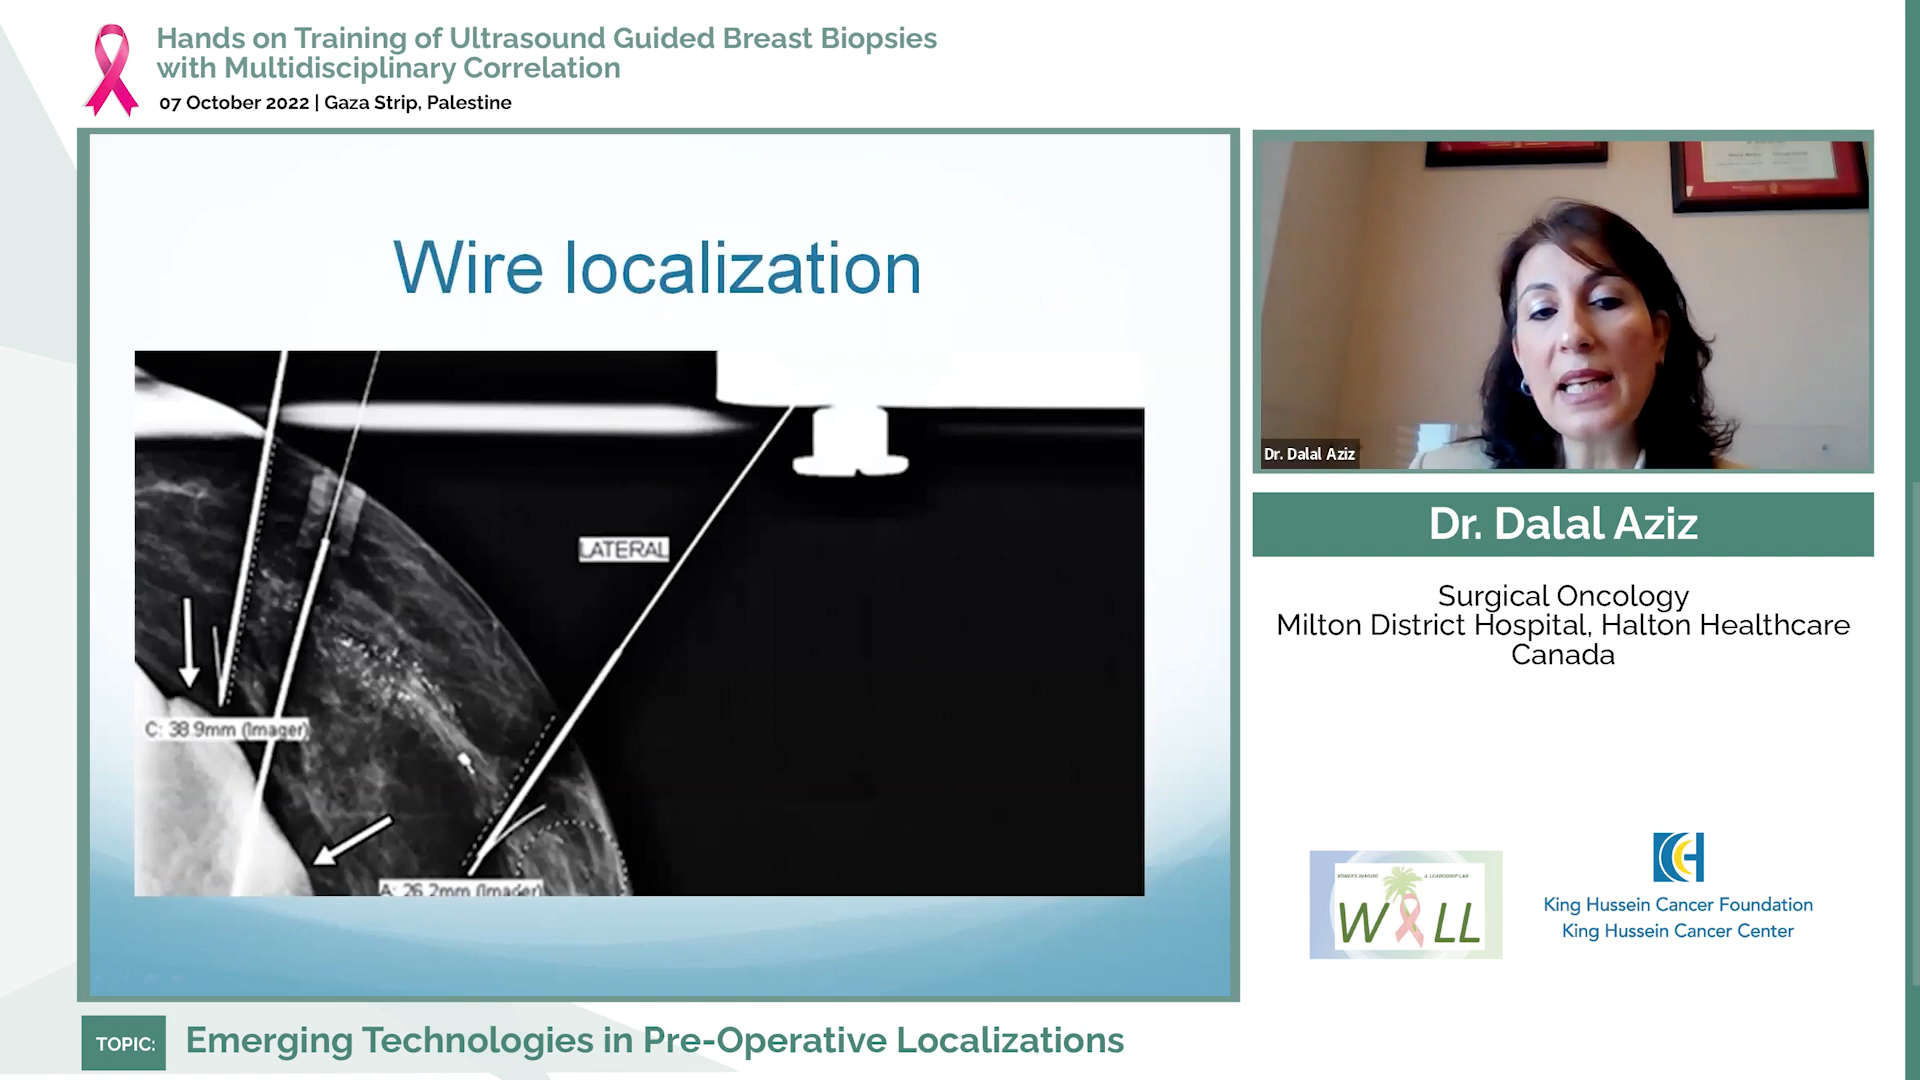 Hands on Training of Ultrasound Guided Breast Biopsies
with Multidisciplinary Correlation
07 October 2022 | Gaza Strip, Palestine
Wire localization
LATERAL
C: 38.9mm (Imager)
A: 26.2mm (Imager)
Dr. Dalal Aziz
Dr. Dalal Aziz
Surgical Oncology
Milton District Hospital, Halton Healthcare
Canada
W LL
King Hussein Cancer Foundation
King Hussein Cancer Center
TOPIC: Emerging Technologies in Pre-Operative Localizations